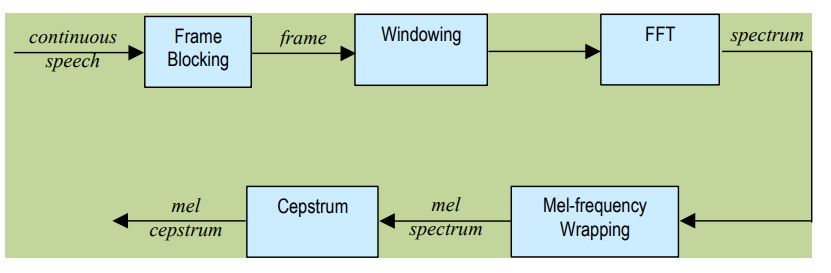 continuous
speech
Frame
Blocking
frame
Windowing
FFT
spectrum
mel
cepstrum
Cepstrum
mel
spectrum
Mel-frequency
Wrapping